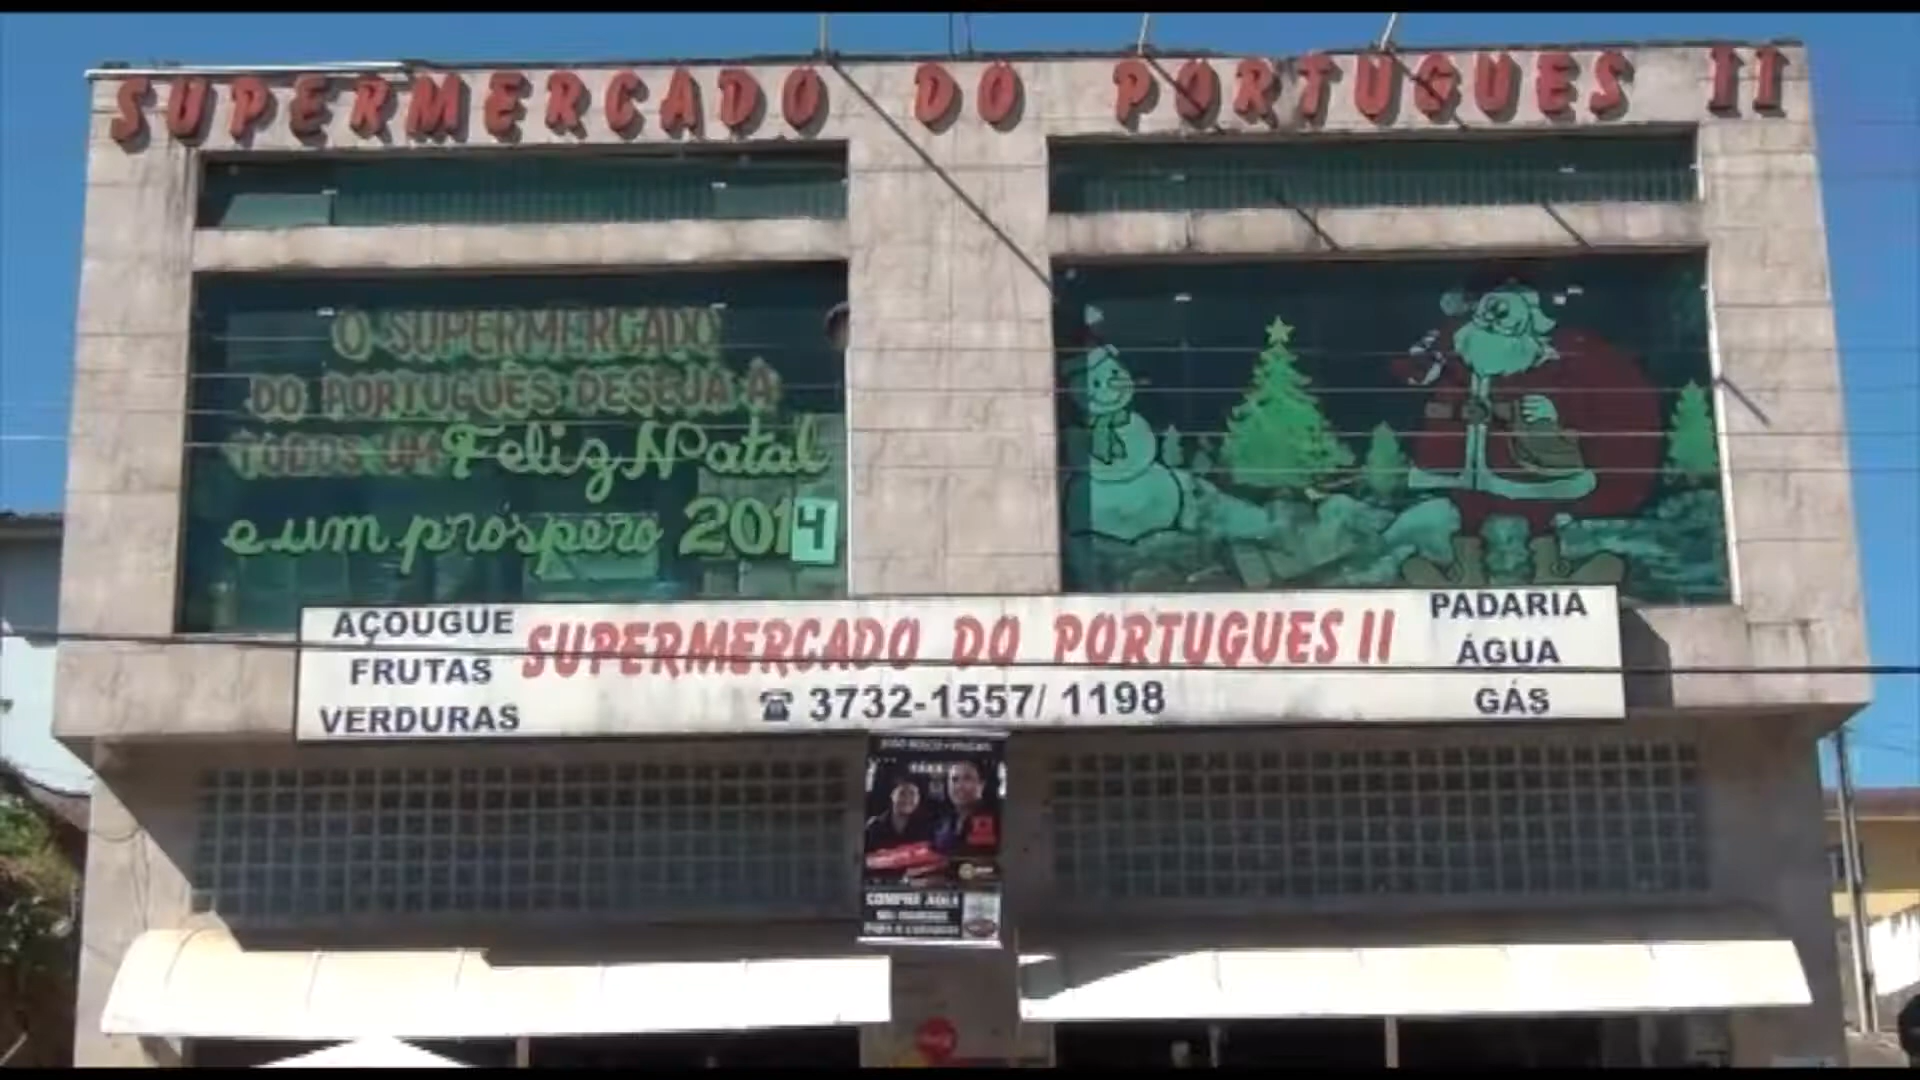 SUPERMERCADO DO PORTUGUES II
O SUPERMERCADO
DO PORTUGUÊS DESEJA À
TODOS UM Feliz Natal
e um próspero 2014
AÇOUGUE
FRUTAS
VERDURAS
SUPERMERCADO DO PORTUGUES II
☎ 3732-1557/ 1198
PADARIA
ÁGUA
GÁS
COMPRE AQUI